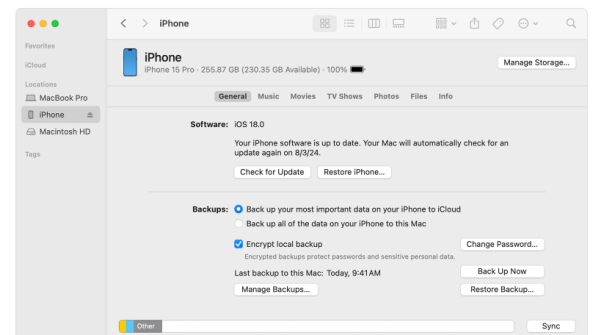 iPhone
Favorites
iCloud
Locations
MacBook Pro
iPhone
Macintosh HD
Tags
iPhone
iPhone 15 Pro · 255.87 GB (230.35 GB Available) · 100%
Manage Storage...
General Music Movies TV Shows Photos Files Info
Software: iOS 18.0
Your iPhone software is up to date. Your Mac will automatically check for an
update again on 8/3/24.
Check for Update Restore iPhone...
Backups: Back up your most important data on your iPhone to iCloud
Back up all of the data on your iPhone to this Mac
Encrypt local backup Change Password...
Encrypted backups protect passwords and sensitive personal data.
Last backup to this Mac: Today, 9:41 AM Back Up Now
Manage Backups... Restore Backup...
Other Sync